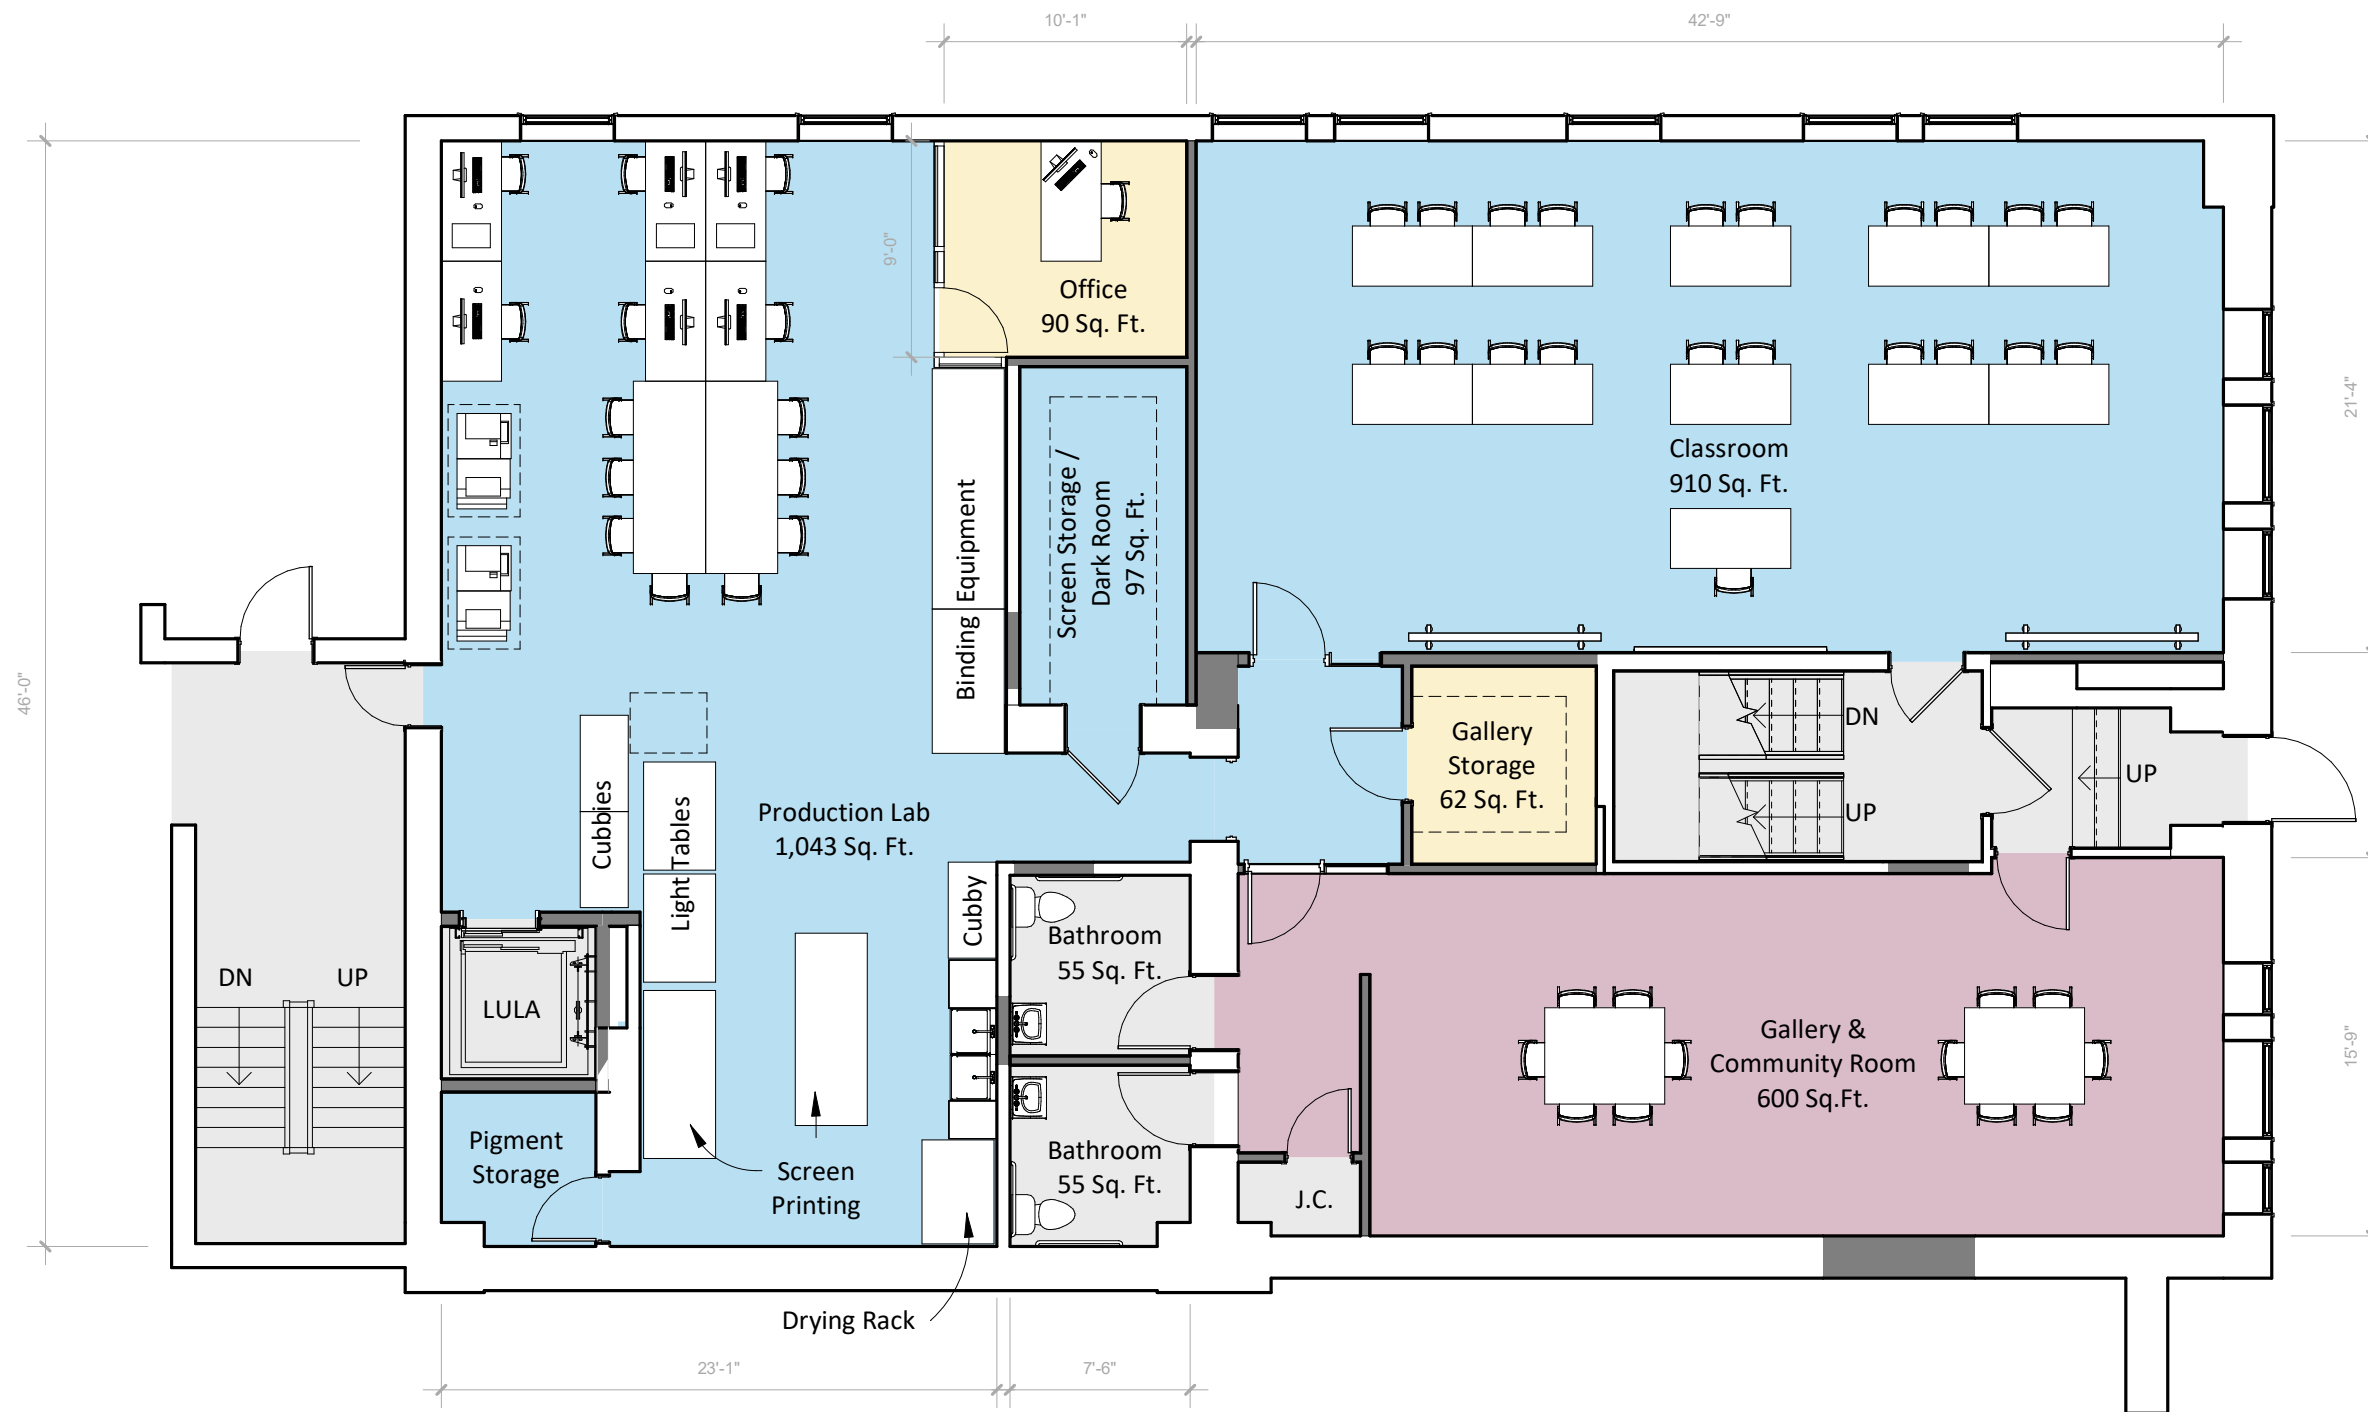 10'-1"
42'-9"
9'-0"
Office
90 Sq. Ft.
46'-0"
21'-4"
Classroom
910 Sq. Ft.
Binding Equipment
Screen Storage /
Dark Room
97 Sq. Ft.
Gallery
Storage
62 Sq. Ft.
DN
UP
UP
Cubbies
Light Tables
Production Lab
1,043 Sq. Ft.
Cubby
Bathroom
55 Sq. Ft.
DN
UP
LULA
Gallery &
Community Room
600 Sq.Ft.
15'-9"
Pigment
Storage
Screen
Printing
Bathroom
55 Sq. Ft.
J.C.
Drying Rack
23'-1"
7'-6"